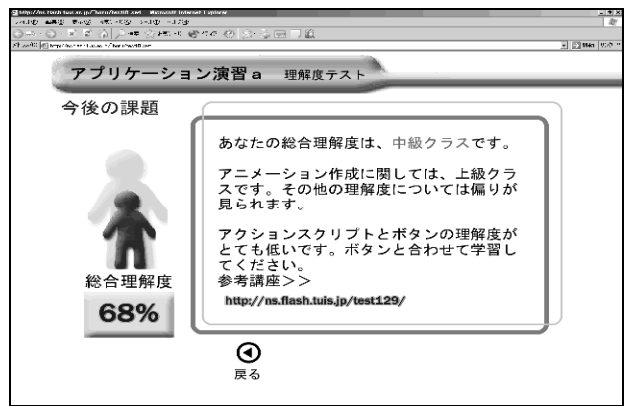 アプリケーション演習a 理解度テスト
今後の課題
あなたの総合理解度は、中級クラスです。
アニメーション作成に関しては、上級クラ
スです。その他の理解度については偏りが
見られます。
アクションスクリプトとボタンの理解度が
とても低いです。ボタンと合わせて学習し
てください。
参考講座＞＞
http://ns.flash.tuis.jp/test129/
総合理解度
68%
戻る